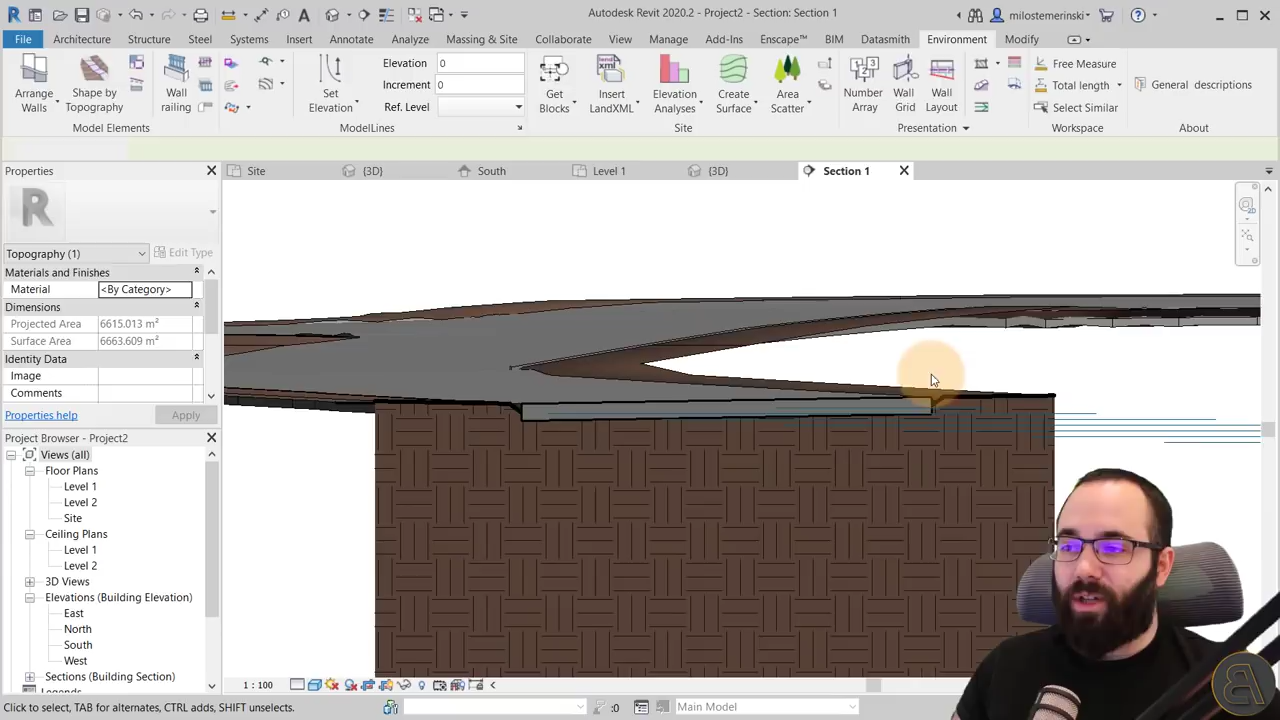 Autodesk Revit 2020.2 - Project2 - Section: Section 1
milostemerinski
File
Architecture
Structure
Steel
Systems
Insert
Annotate
Analyze
Massing & Site
Collaborate
View
Manage
Add-Ins
Enscape™
BIM
Datasmith
Environment
Modify
Arrange
Walls
Shape by
Topography
Wall
railing
Set
Elevation
Elevation
0
Increment
0
Ref. Level
Get
Blocks
Insert
LandXML
Elevation
Analyses
Create
Surface
Area
Scatter
Number
Array
Wall
Grid
Wall
Layout
Free Measure
Total length
Select Similar
General descriptions
Model Elements
ModelLines
Site
Presentation
Workspace
About
Properties
Site
{3D}
South
Level 1
{3D}
Section 1
Topography (1)
Edit Type
Materials and Finishes
Material
<By Category>
Dimensions
Projected Area
6615.013 m²
Surface Area
6663.609 m²
Identity Data
Image
Comments
Properties help
Apply
Project Browser - Project2
Views (all)
Floor Plans
Level 1
Level 2
Site
Ceiling Plans
Level 1
Level 2
3D Views
Elevations (Building Elevation)
East
North
South
West
Sections (Building Section)
1 : 100
Click to select, TAB for alternates, CTRL adds, SHIFT unselects.
:0
Main Model